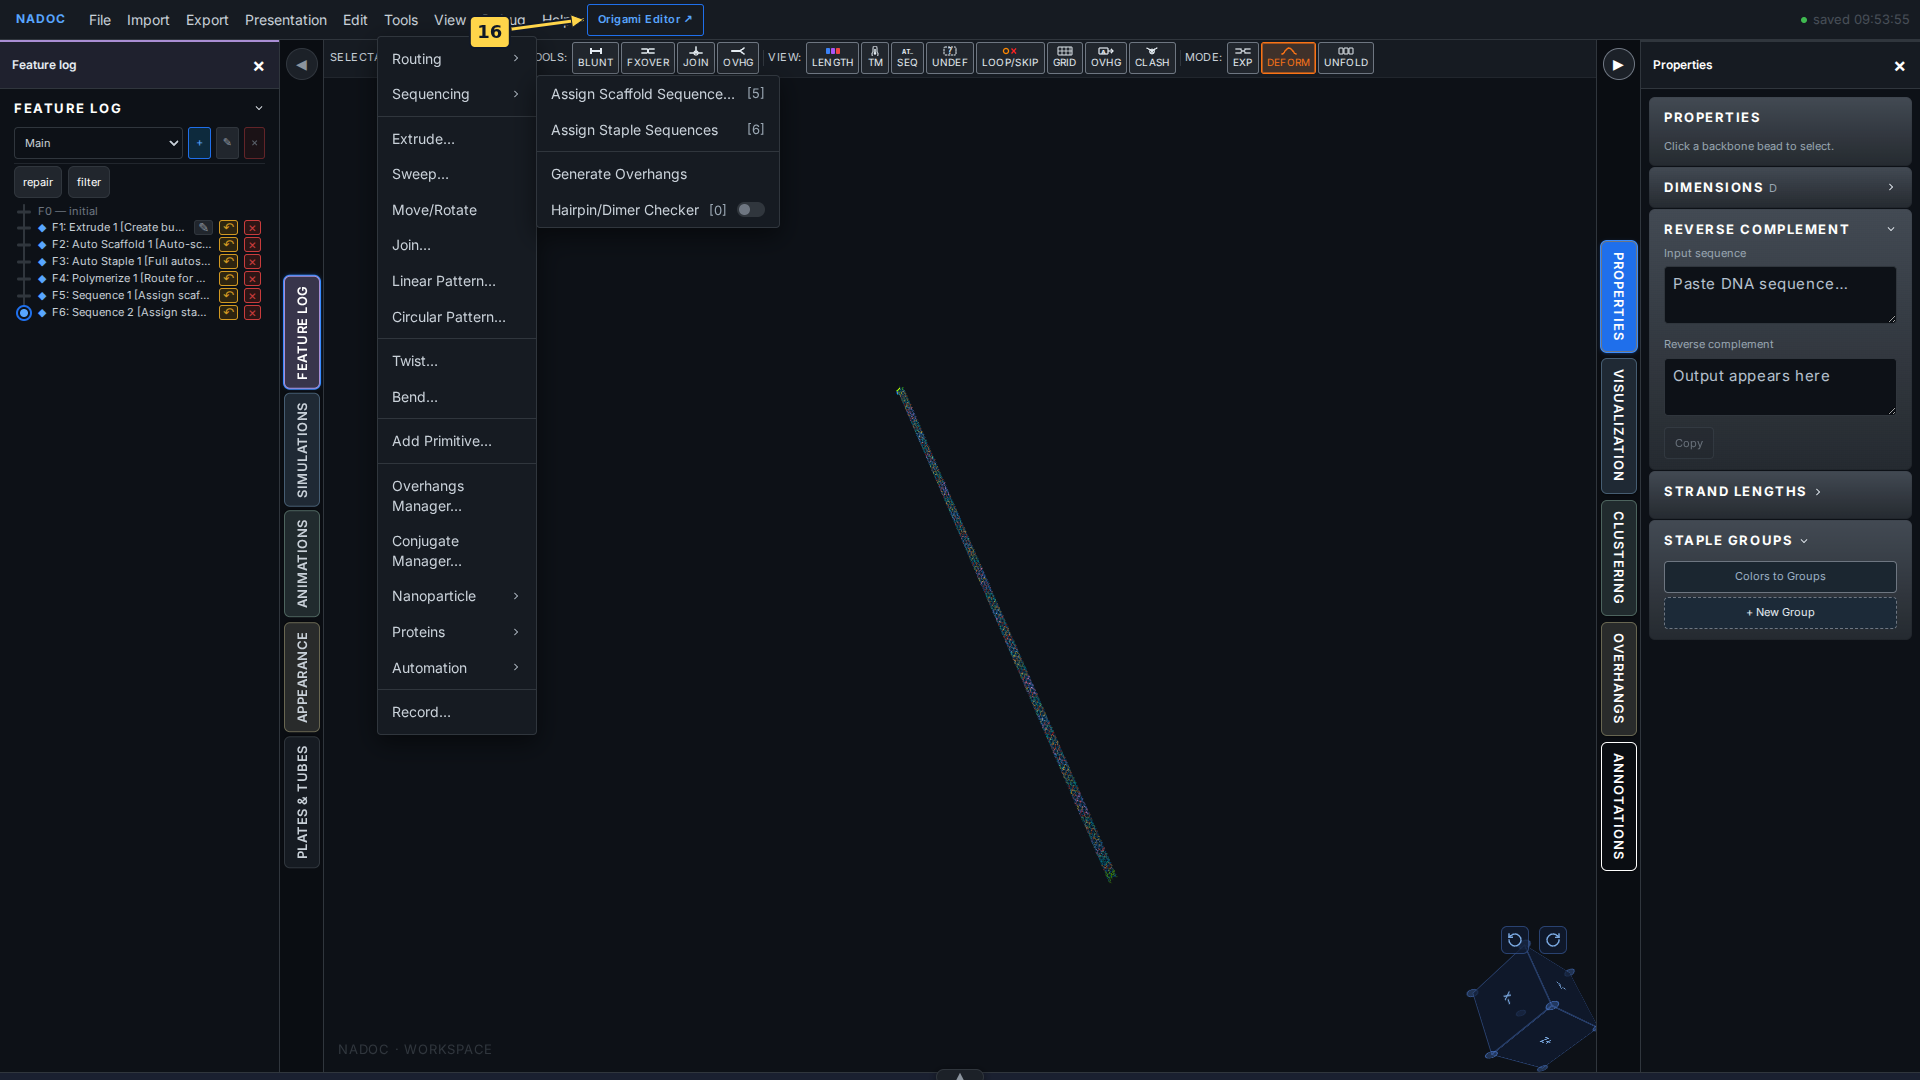 NADOC File Import Export Presentation Edit Tools View Origami Editor ↗ saved 09:53:55
16
Feature log ×
FEATURE LOG
Main + ✎ ×
repair filter
F0 — initial
F1: Extrude 1 [Create bu...
F2: Auto Scaffold 1 [Auto-sc...
F3: Auto Staple 1 [Full autos...
F4: Polymerize 1 [Route for ...
F5: Sequence 1 [Assign scaf...
F6: Sequence 2 [Assign sta...
FEATURE LOG
SIMULATIONS
ANIMATIONS
APPEARANCE
PLATES & TUBES
Routing
Sequencing
Extrude...
Sweep...
Move/Rotate
Join...
Linear Pattern...
Circular Pattern...
Twist...
Bend...
Add Primitive...
Overhangs
Manager...
Conjugate
Manager...
Nanoparticle
Proteins
Automation
Record...
Assign Scaffold Sequence... [5]
Assign Staple Sequences [6]
Generate Overhangs
Hairpin/Dimer Checker [0]
BLUNT FXOVER JOIN OVHG VIEW: LENGTH TM SEQ UNDEF LOOP/SKIP GRID OVHG CLASH MODE: EXP DEFORM UNFOLD
NADOC · WORKSPACE
PROPERTIES
VISUALIZATION
CLUSTERING
OVERHANGS
ANNOTATIONS
Properties ×
PROPERTIES
Click a backbone bead to select.
DIMENSIONS D
REVERSE COMPLEMENT
Input sequence
Paste DNA sequence...
Reverse complement
Output appears here
Copy
STRAND LENGTHS
STAPLE GROUPS
Colors to Groups
+ New Group